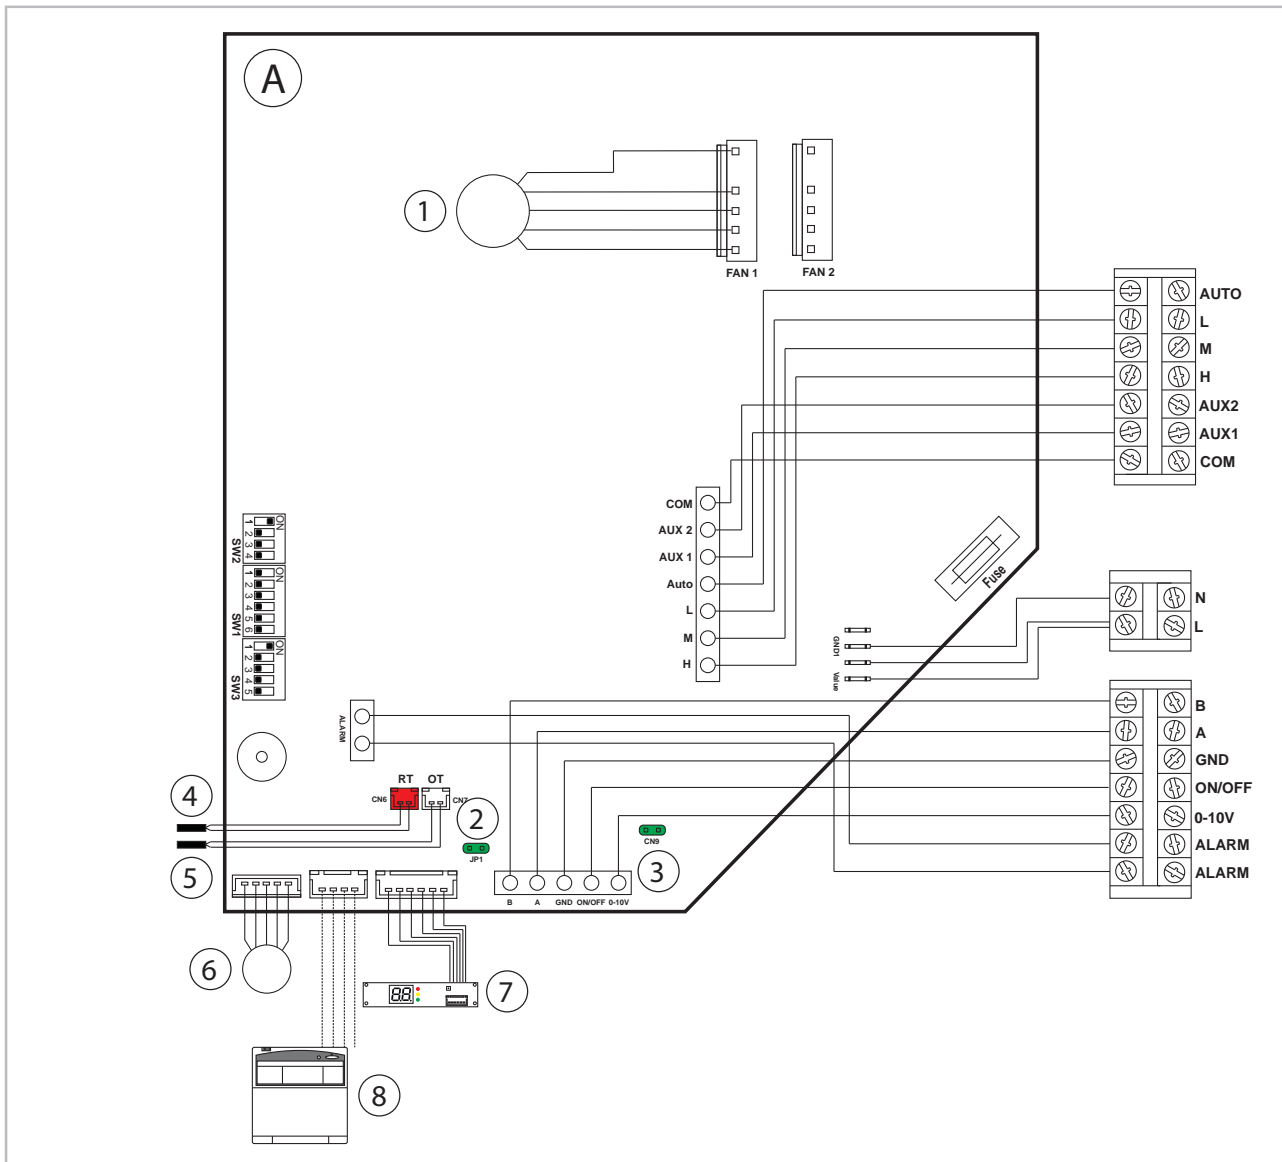 A
1
FAN 1
FAN 2
AUTO
L
M
H
AUX2
AUX1
COM
COM
AUX 2
AUX 1
Auto
L
M
H
Fuse
N
L
GND1
Value
ON
1
2
3
4
SW2
ON
1
2
3
4
5
6
SW1
ON
1
2
3
4
5
SW3
ALARM
B
A
GND
ON/OFF
0-10V
ALARM
ALARM
RT
OT
CN6
CN7
4
2
JP1
CN9
3
5
B
A
GND
ON/OFF
0-10V
6
88
7
8